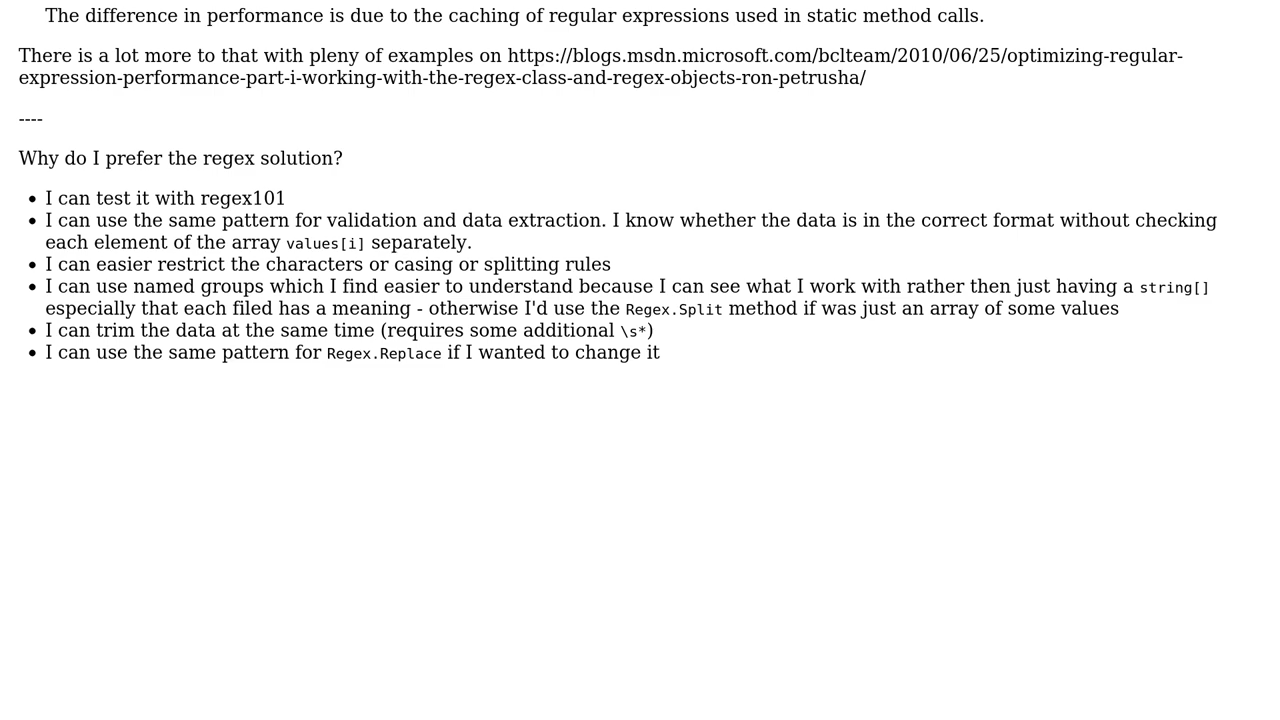 The difference in performance is due to the caching of regular expressions used in static method calls.
There is a lot more to that with pleny of examples on https://blogs.msdn.microsoft.com/bclteam/2010/06/25/optimizing-regular-
expression-performance-part-i-working-with-the-regex-class-and-regex-objects-ron-petrusha/
----
Why do I prefer the regex solution?
• I can test it with regex101
• I can use the same pattern for validation and data extraction. I know whether the data is in the correct format without checking
each element of the array values[i] separately.
• I can easier restrict the characters or casing or splitting rules
• I can use named groups which I find easier to understand because I can see what I work with rather then just having a string[]
especially that each filed has a meaning - otherwise I'd use the Regex.Split method if was just an array of some values
• I can trim the data at the same time (requires some additional \s*)
• I can use the same pattern for Regex.Replace if I wanted to change it